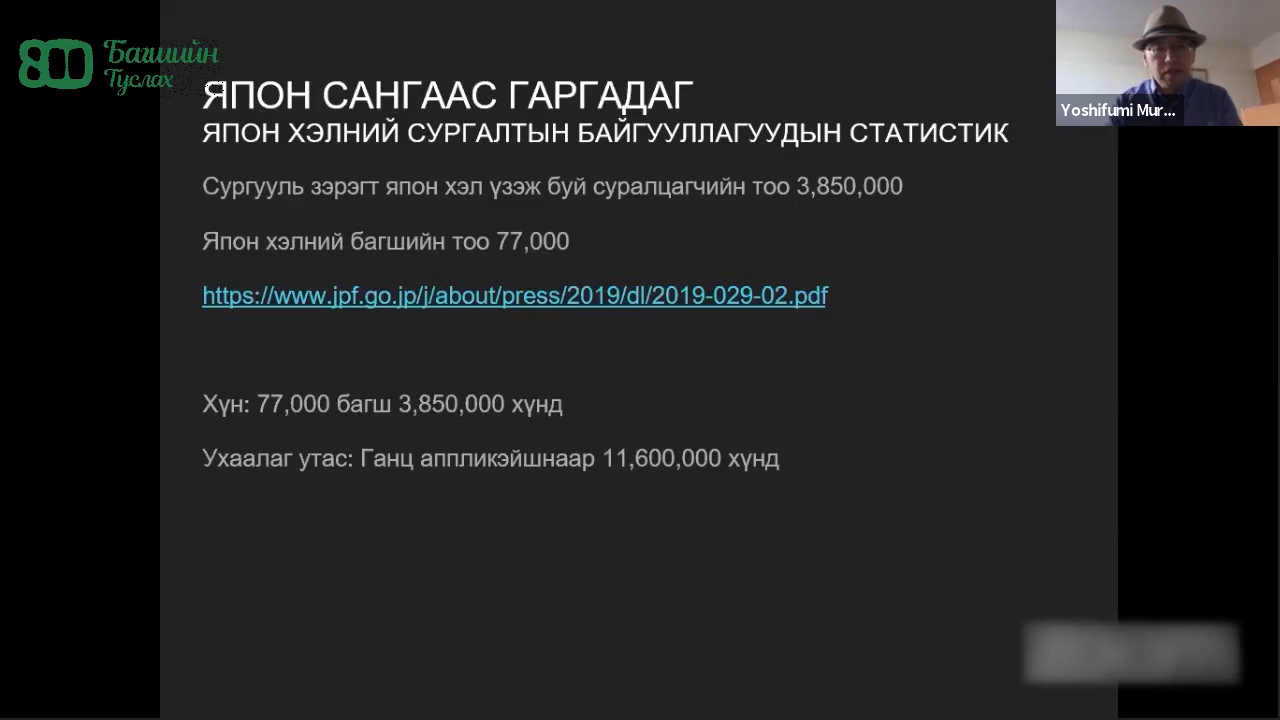 Багшийн
Туслах
ЯПОН САНГААС ГАРГАДАГ
ЯПОН ХЭЛНИЙ СУРГАЛТЫН БАЙГУУЛЛАГУУДЫН СТАТИСТИК
Сургууль зэрэгт япон хэл үзэж буй суралцагчийн тоо 3,850,000
Япон хэлний багшийн тоо 77,000
https://www.jpf.go.jp/j/about/press/2019/dl/2019-029-02.pdf
Хүн: 77,000 багш 3,850,000 хүнд
Ухаалаг утас: Ганц аппликэйшнаар 11,600,000 хүнд
Yoshifumi Mur...